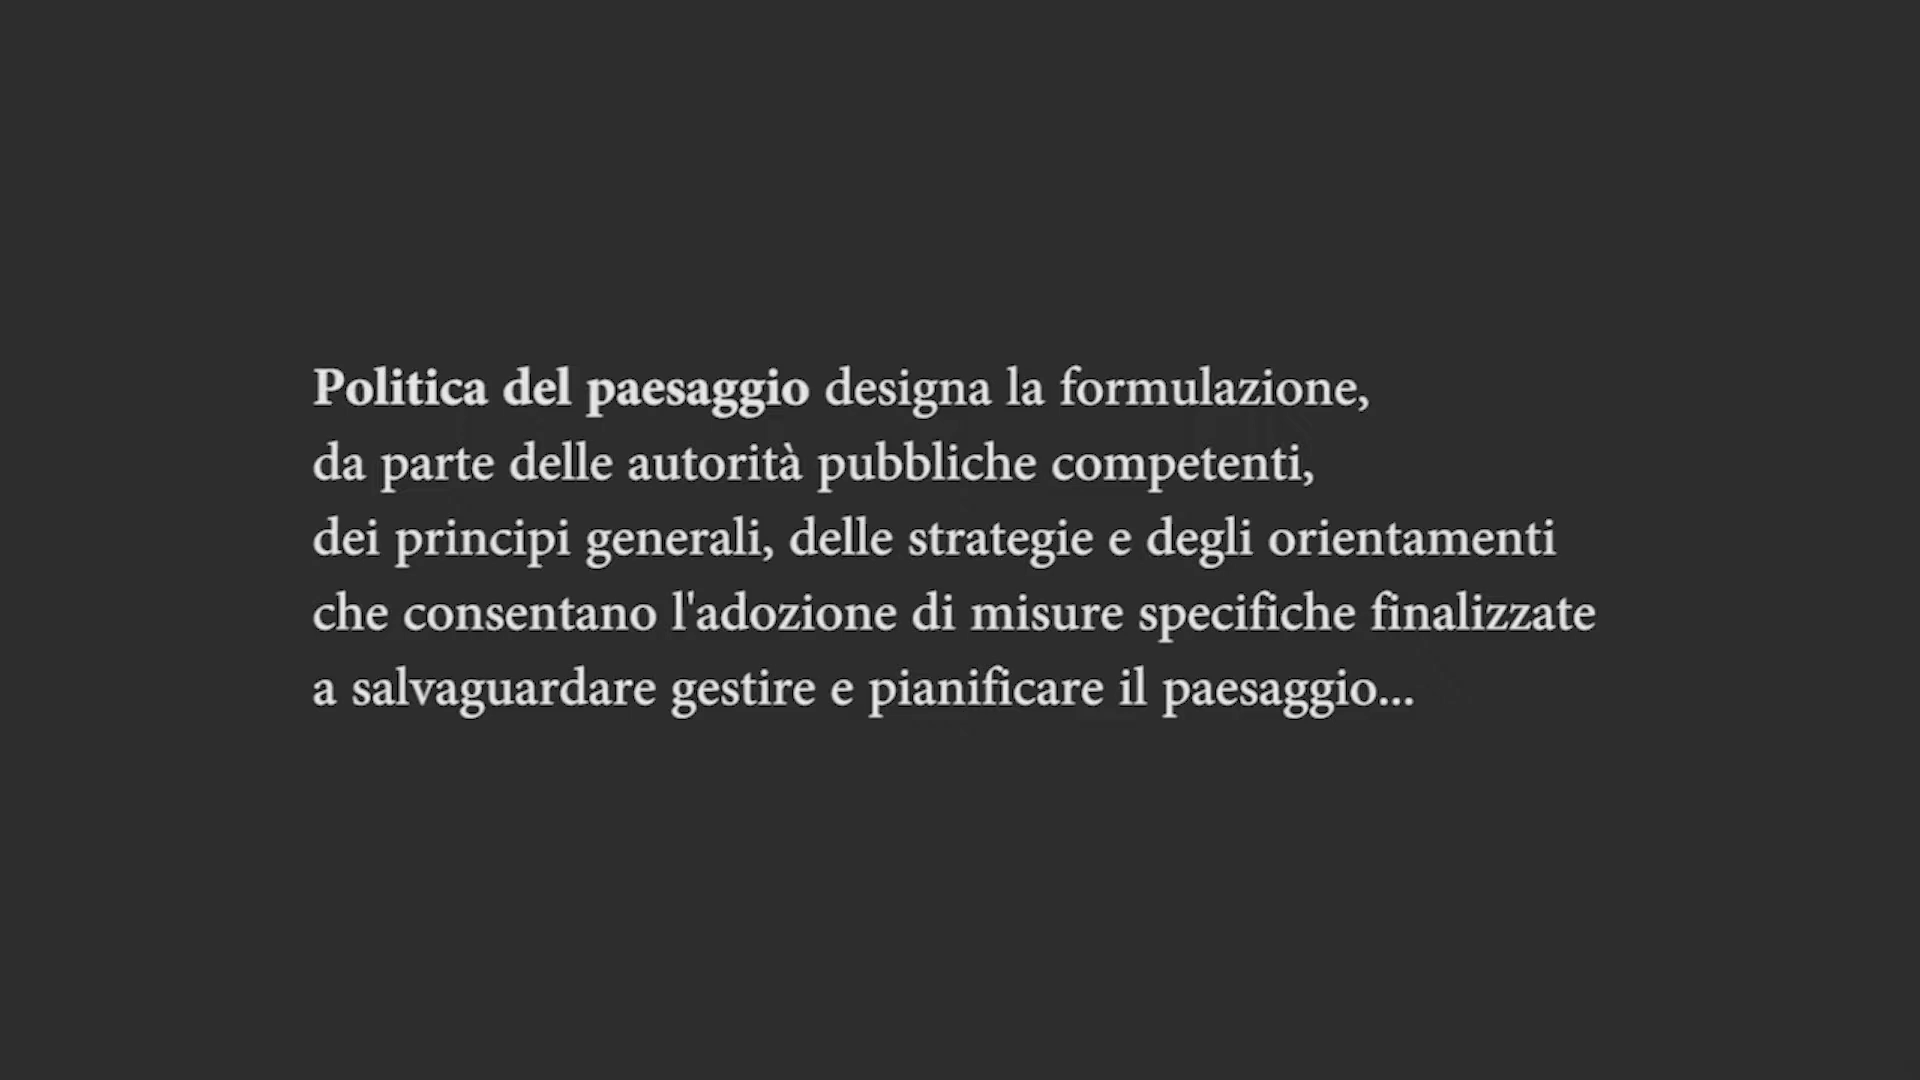 Politica del paesaggio designa la formulazione,
da parte delle autorità pubbliche competenti,
dei principi generali, delle strategie e degli orientamenti
che consentano l'adozione di misure specifiche finalizzate
a salvaguardare gestire e pianificare il paesaggio...